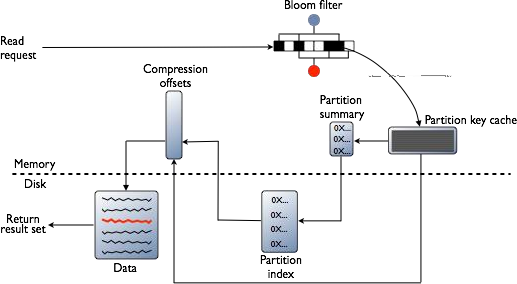 Bloom filter
Read
request
Compression
offsets
Partition
summary
0X...
0X...
0X...
Partition key cache
Memory
Disk
0X...
0X...
0X...
0X...
Return
result set
Data
Partition
index